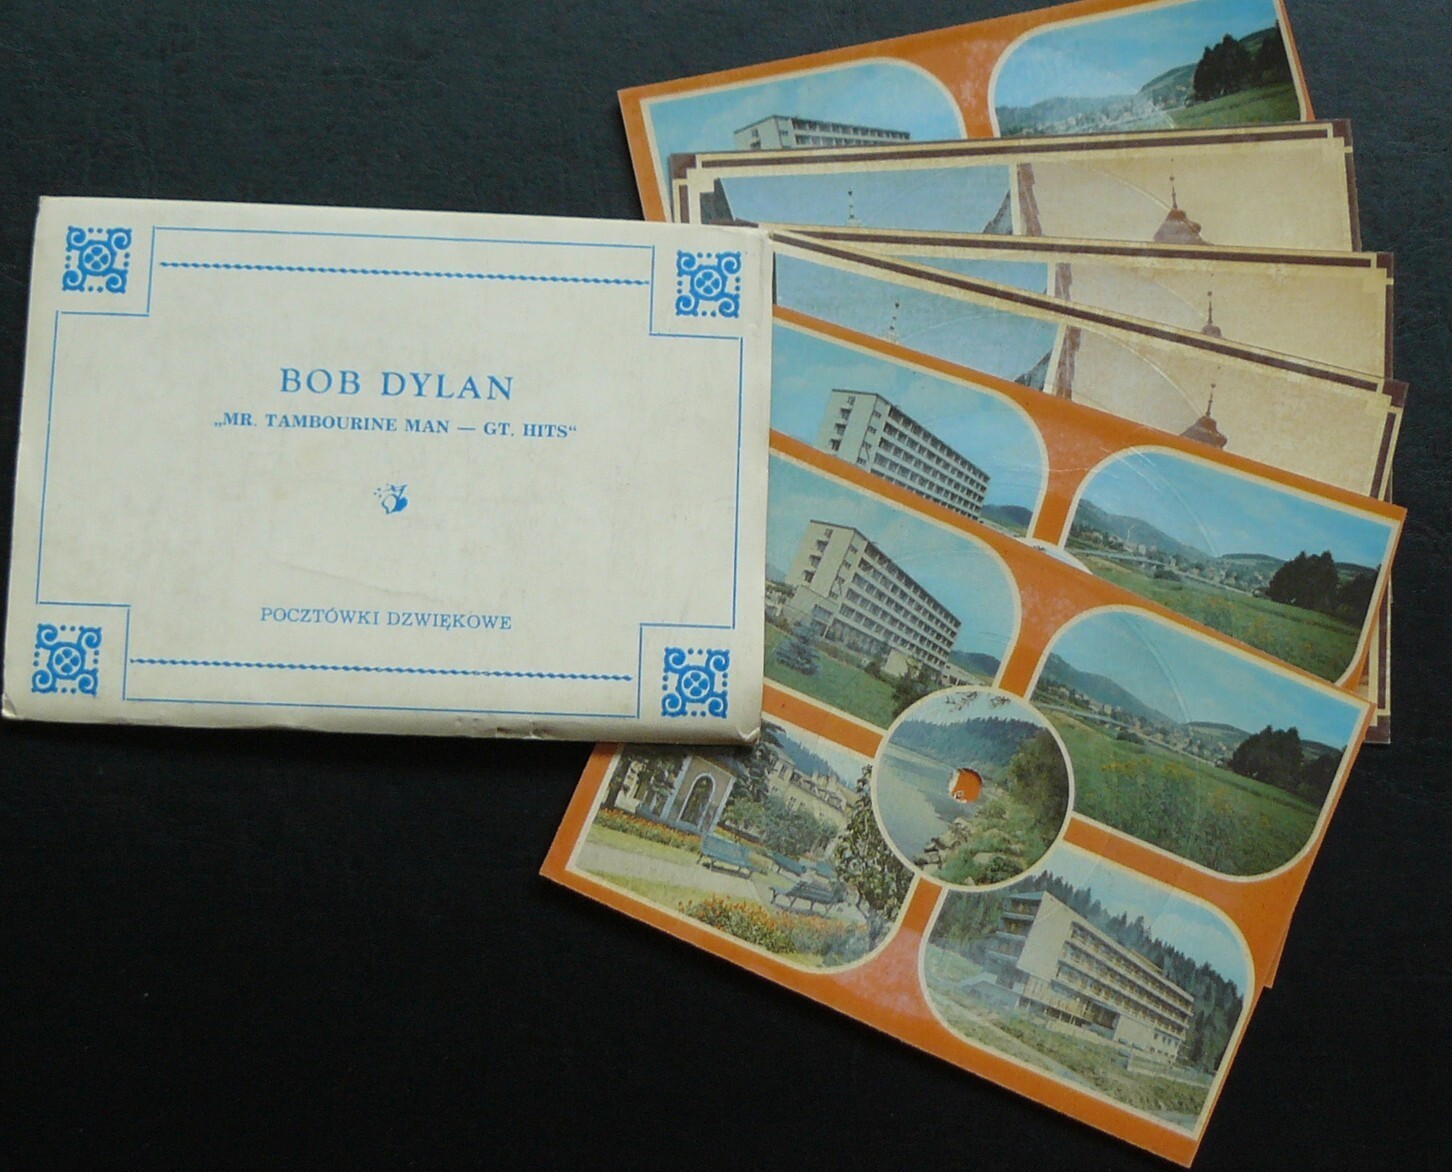 BOB DYLAN
„MR. TAMBOURINE MAN — GT. HITS“
POCZTÓWKI DZWIĘKOWE